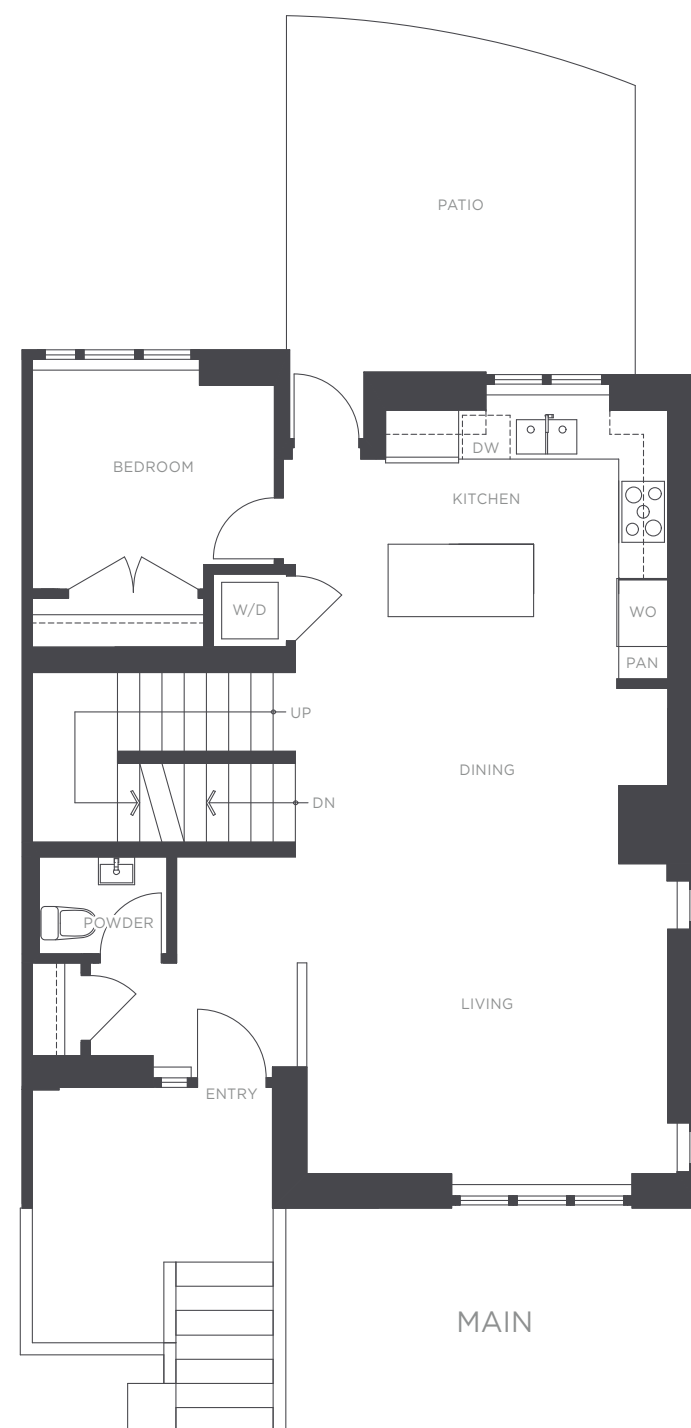 PATIO
BEDROOM
DW
KITCHEN
W/D
WO
PAN
UP
DINING
DN
POWDER
LIVING
ENTRY
MAIN